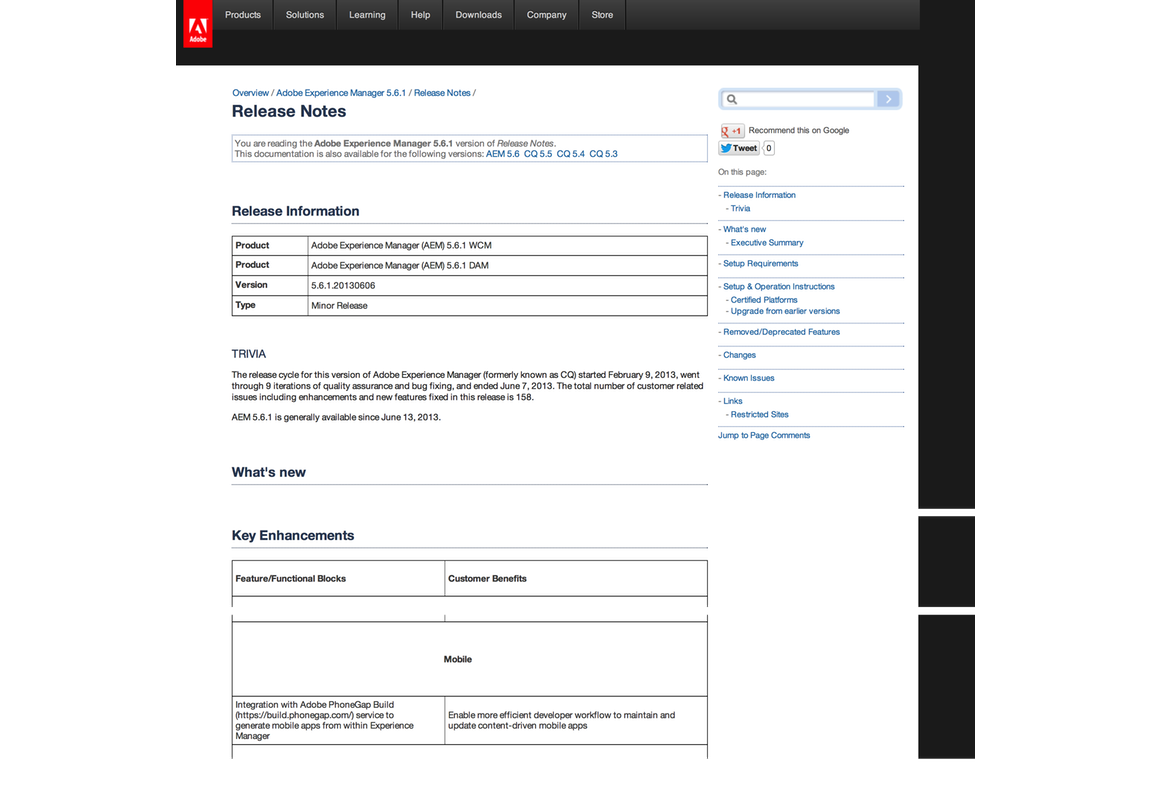 Products Solutions Learning Help Downloads Company Store
Adobe
Overview / Adobe Experience Manager 5.6.1 / Release Notes /
Release Notes
You are reading the Adobe Experience Manager 5.6.1 version of Release Notes.
This documentation is also available for the following versions: AEM 5.6 CQ 5.5 CQ 5.4 CQ 5.3
Release Information
Product Adobe Experience Manager (AEM) 5.6.1 WCM
Product Adobe Experience Manager (AEM) 5.6.1 DAM
Version 5.6.1.20130606
Type Minor Release
TRIVIA
The release cycle for this version of Adobe Experience Manager (formerly known as CQ) started February 9, 2013, went
through 9 iterations of quality assurance and bug fixing, and ended June 7, 2013. The total number of customer related
issues including enhancements and new features fixed in this release is 158.
AEM 5.6.1 is generally available since June 13, 2013.
What's new
Key Enhancements
Feature/Functional Blocks Customer Benefits
Mobile
Integration with Adobe PhoneGap Build
(https://build.phonegap.com/) service to
generate mobile apps from within Experience
Manager
Enable more efficient developer workflow to maintain and
update content-driven mobile apps
g +1 Recommend this on Google
Tweet 0
On this page:
- Release Information
- Trivia
- What's new
- Executive Summary
- Setup Requirements
- Setup & Operation Instructions
- Certified Platforms
- Upgrade from earlier versions
- Removed/Deprecated Features
- Changes
- Known Issues
- Links
- Restricted Sites
Jump to Page Comments